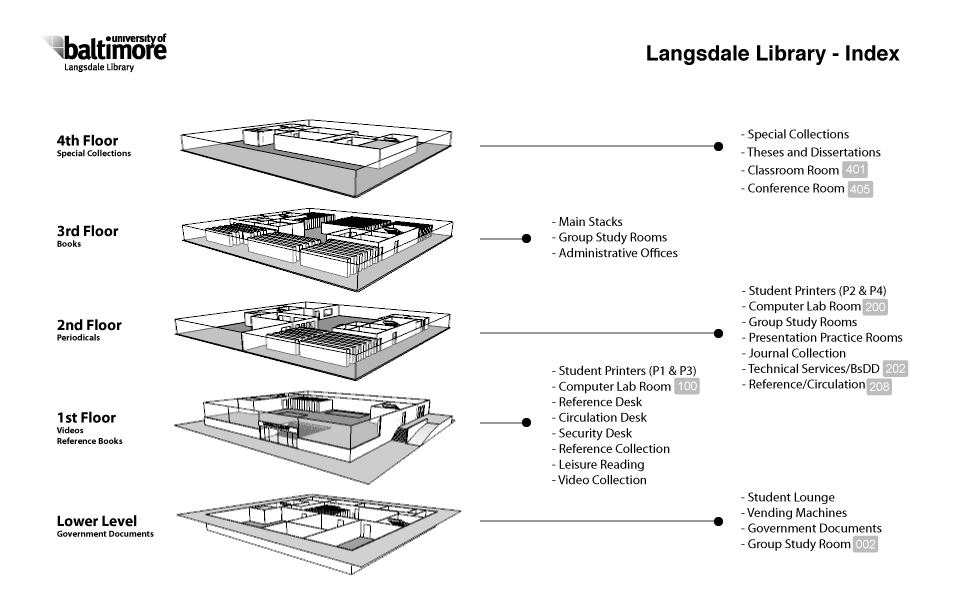 university of
baltimore
Langsdale Library
Langsdale Library - Index
4th Floor
Special Collections
- Special Collections
- Theses and Dissertations
- Classroom Room 401
- Conference Room 405
3rd Floor
Books
- Main Stacks
- Group Study Rooms
- Administrative Offices
2nd Floor
Periodicals
- Student Printers (P2 & P4)
- Computer Lab Room 200
- Group Study Rooms
- Presentation Practice Rooms
- Journal Collection
- Technical Services/BsDD 202
- Reference/Circulation 208
1st Floor
Videos
Reference Books
- Student Printers (P1 & P3)
- Computer Lab Room 100
- Reference Desk
- Circulation Desk
- Security Desk
- Reference Collection
- Leisure Reading
- Video Collection
Lower Level
Government Documents
- Student Lounge
- Vending Machines
- Government Documents
- Group Study Room 002